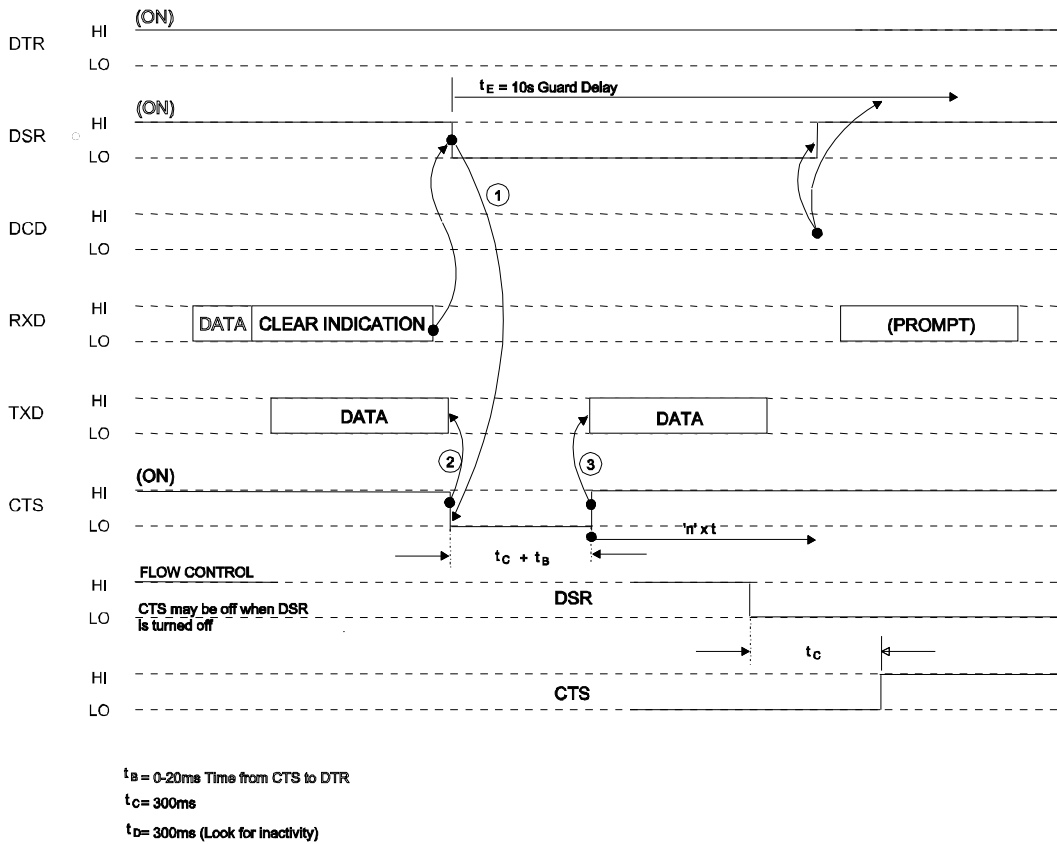 (ON)
DTR HI
LO
tE = 10s Guard Delay
(ON)
DSR HI
LO
1
DCD HI
LO
RXD HI DATA CLEAR INDICATION (PROMPT)
LO
TXD HI DATA DATA
LO
2 3
(ON)
CTS HI
LO
'n' x t
tC + tB
FLOW CONTROL
HI DSR
CTS may be off when DSR
LO
is turned off
tC
HI
CTS
LO
tB = 0-20ms Time from CTS to DTR
tC= 300ms
tD= 300ms (Look for inactivity)